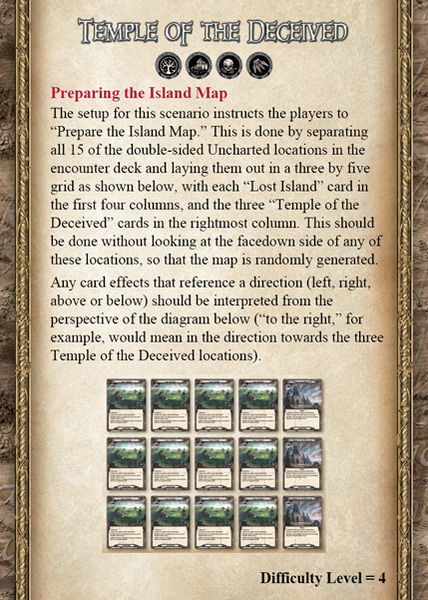 Temple of the Deceived
Preparing the Island Map
The setup for this scenario instructs the players to
“Prepare the Island Map.” This is done by separating
all 15 of the double-sided Uncharted locations in the
encounter deck and laying them out in a three by five
grid as shown below, with each “Lost Island” card in
the first four columns, and the three “Temple of the
Deceived” cards in the rightmost column. This should
be done without looking at the facedown side of any of
these locations, so that the map is randomly generated.
Any card effects that reference a direction (left, right,
above or below) should be interpreted from the
perspective of the diagram below (“to the right,” for
example, would mean in the direction towards the three
Temple of the Deceived locations).
Difficulty Level = 4